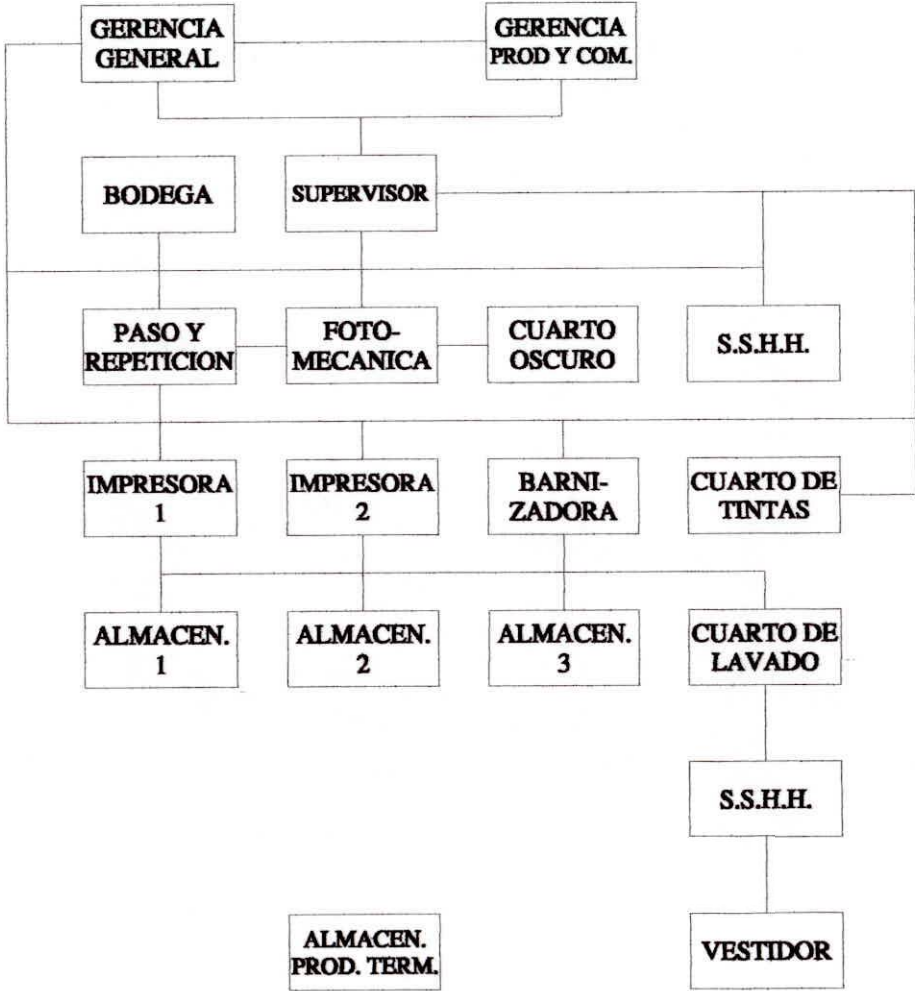 GERENCIA
GENERAL
GERENCIA
PROD Y COM.
BODEGA
SUPERVISOR
PASO Y
REPETICION
FOTO-
MECANICA
CUARTO
OSCURO
S.S.H.H.
IMPRESORA
1
IMPRESORA
2
BARNI-
ZADORA
CUARTO DE
TINTAS
ALMACEN.
1
ALMACEN.
2
ALMACEN.
3
CUARTO DE
LAVADO
S.S.H.H.
ALMACEN.
PROD. TERM.
VESTIDOR